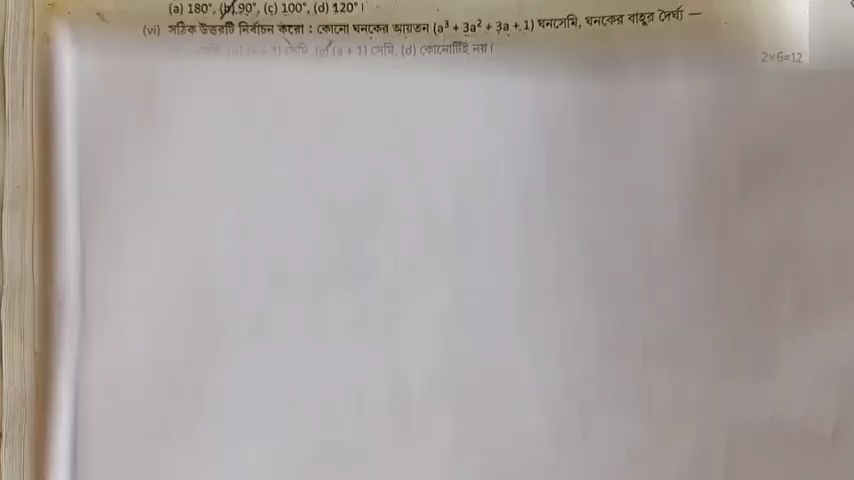 (a) 180°, (b) 90°, (c) 100°, (d) 120°।
(vi) সঠিক উত্তরটি নির্বাচন করো : কোনো ঘনকের আয়তন (a³ + 3a² + 3a + 1) ঘনসেমি, ঘনকের বাহুর দৈর্ঘ্য —
সেমি, (a + 1) সেমি, (d) কোনোটিই নয়।
2×6=12